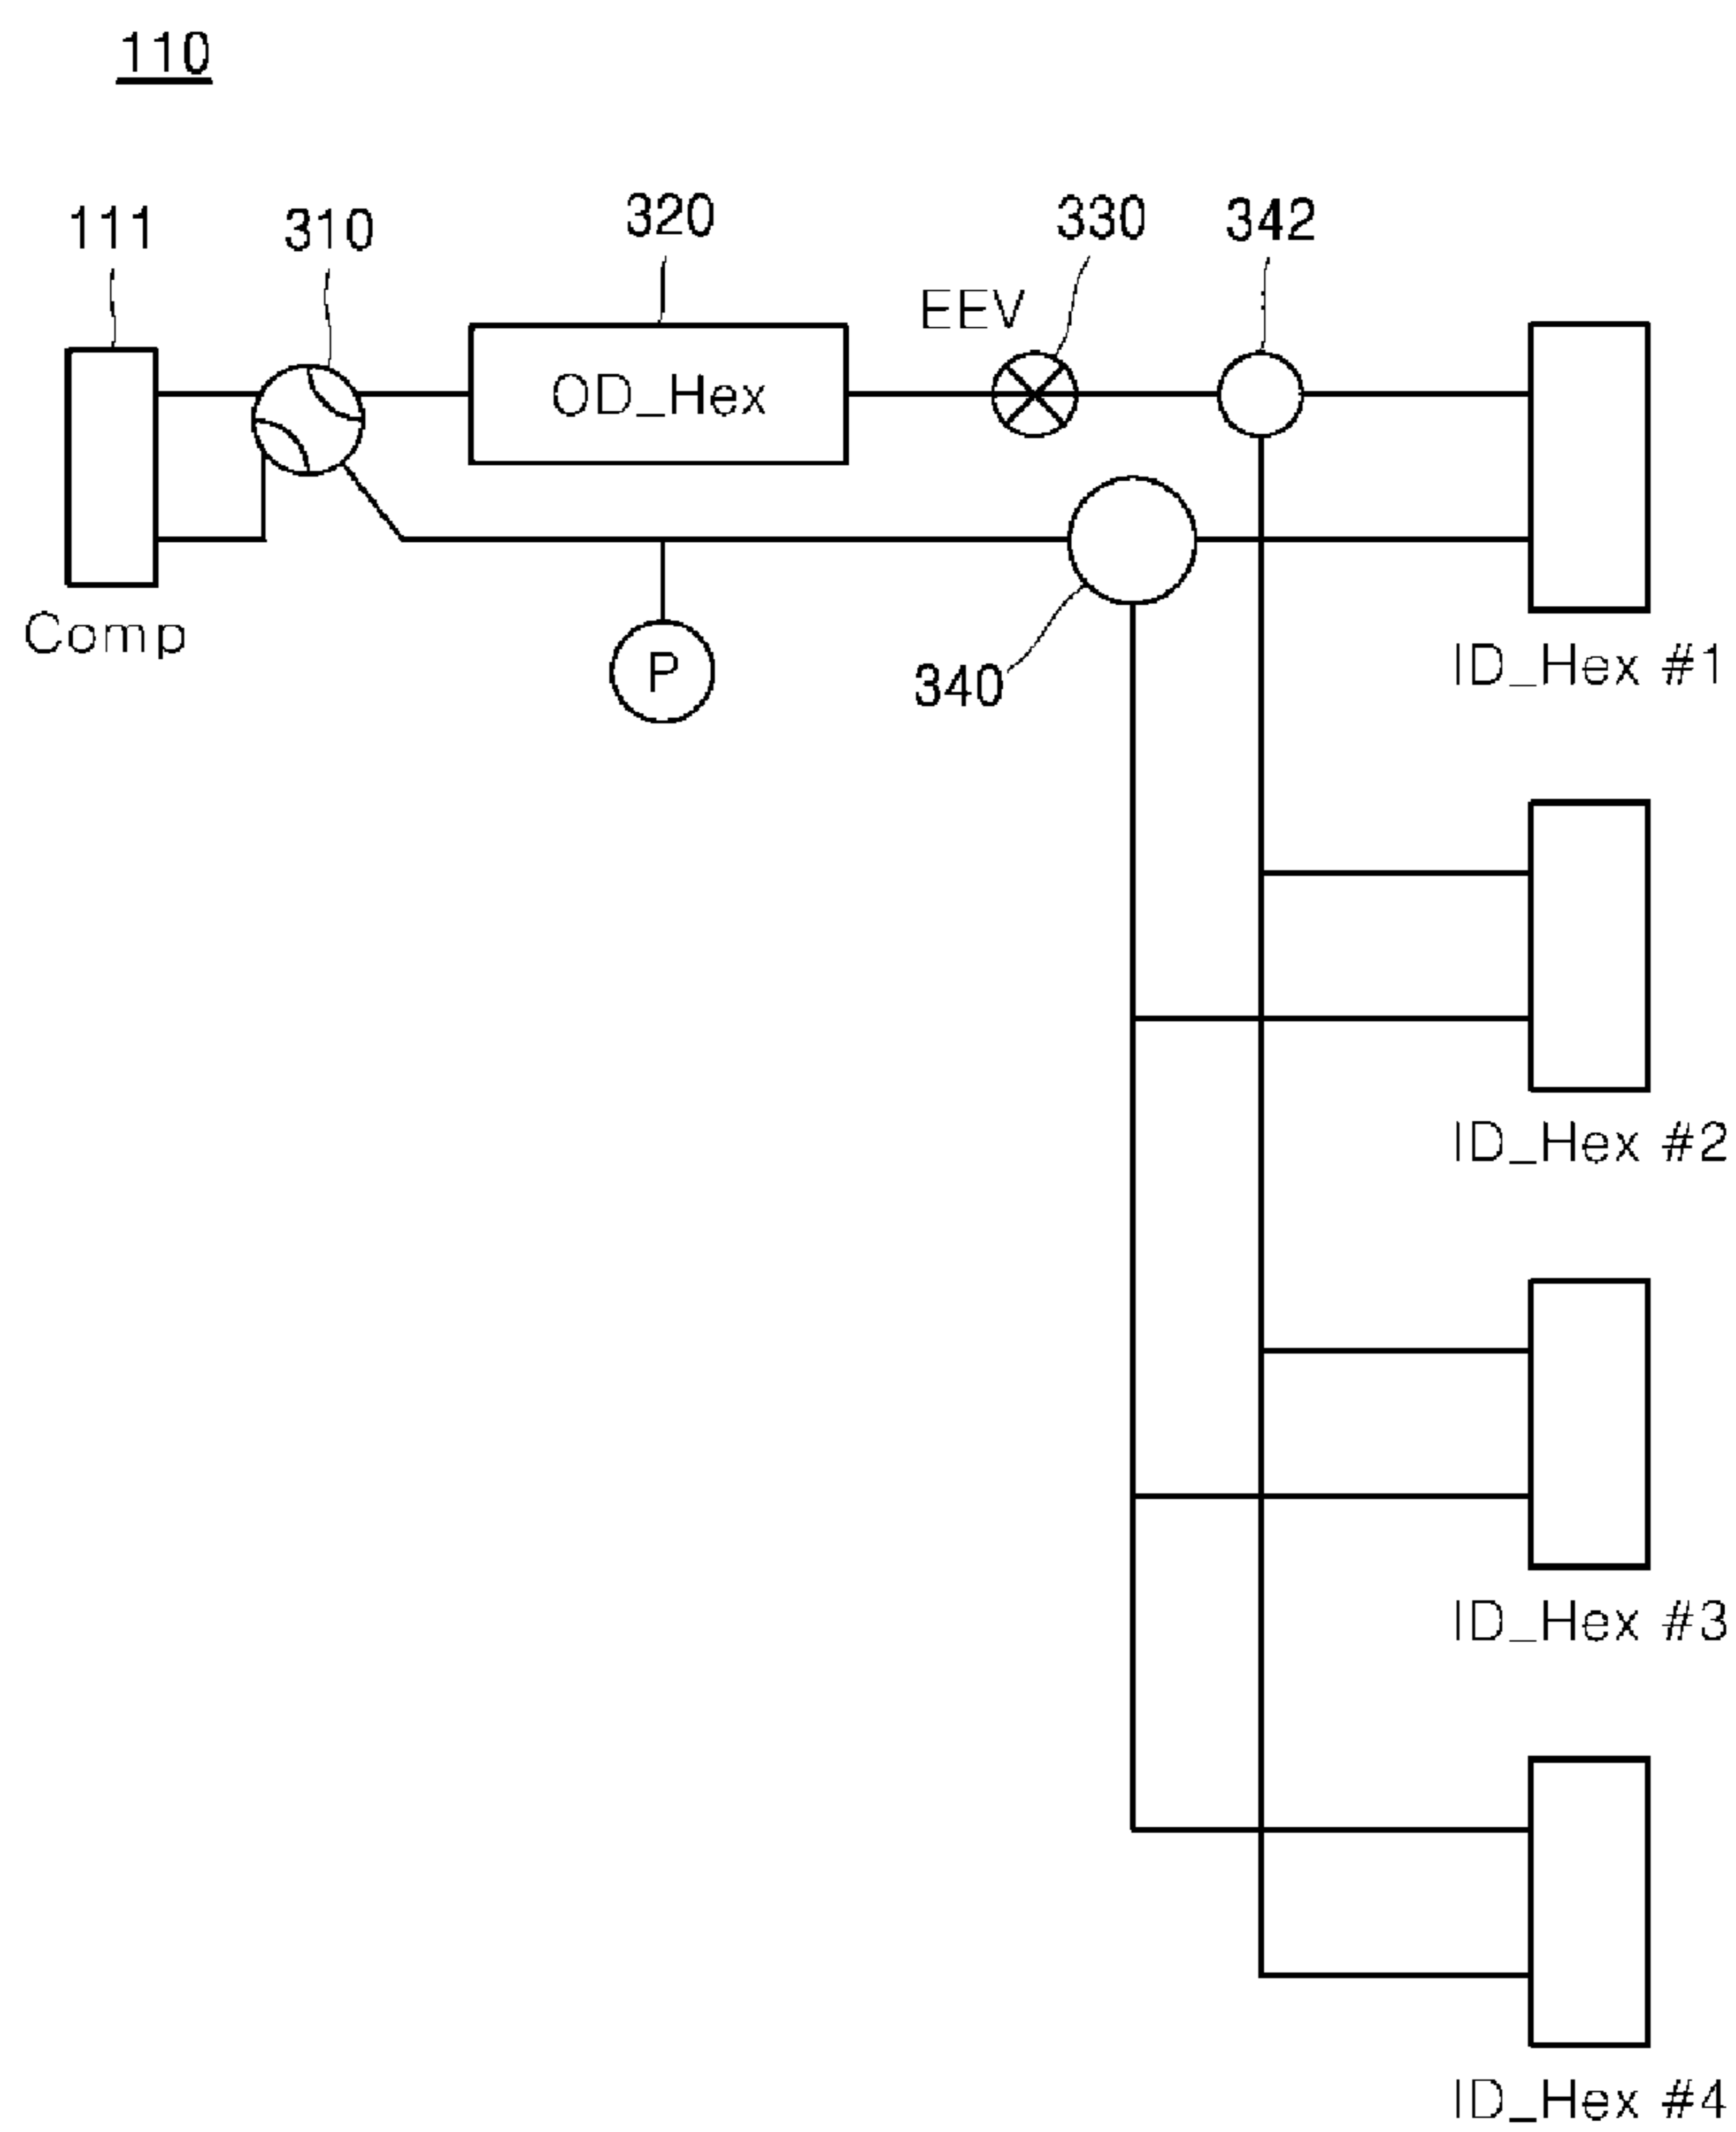 110
111
310
320
330
342
EEV
OD_Hex
Comp
P
340
ID_Hex #1
ID_Hex #2
ID_Hex #3
ID_Hex #4